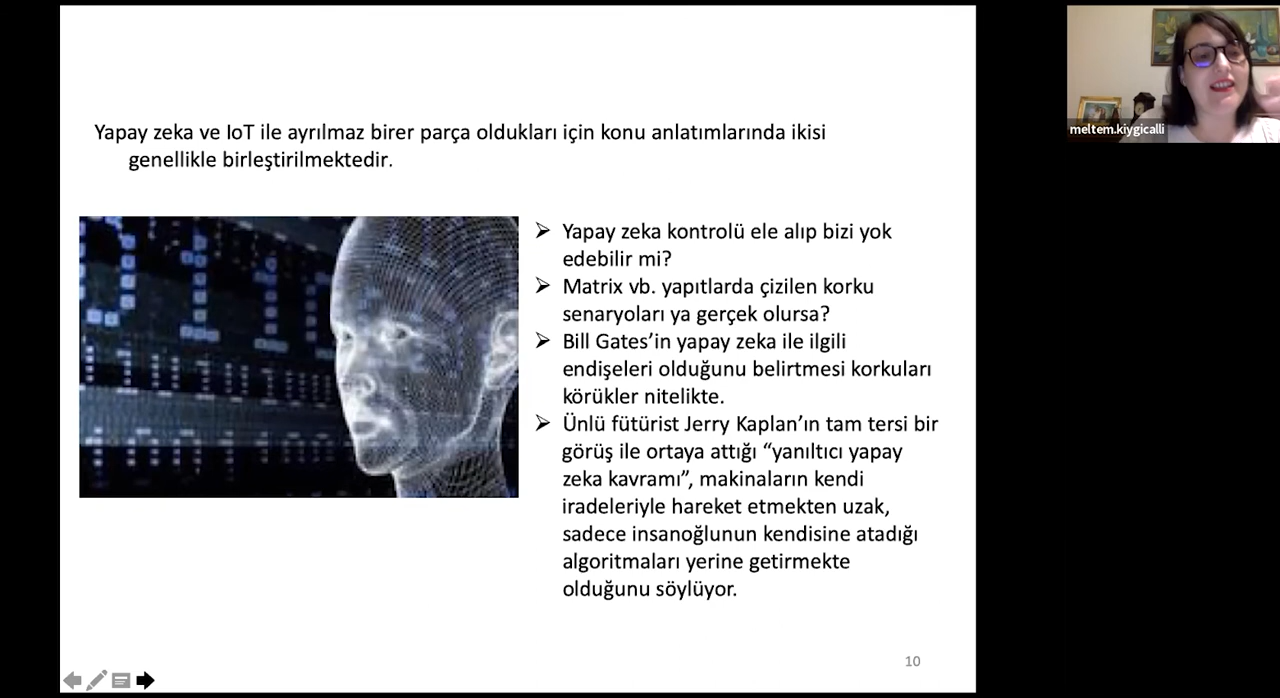 Yapay zeka ve IoT ile ayrılmaz birer parça oldukları için konu anlatımlarında ikisi
genellikle birleştirilmektedir.
➢ Yapay zeka kontrolü ele alıp bizi yok
edebilir mi?
➢ Matrix vb. yapıtlarda çizilen korku
senaryoları ya gerçek olursa?
➢ Bill Gates’in yapay zeka ile ilgili
endişeleri olduğunu belirtmesi korkuları
körükler nitelikte.
➢ Ünlü fütürist Jerry Kaplan’ın tam tersi bir
görüş ile ortaya attığı “yanıltıcı yapay
zeka kavramı”, makinaların kendi
iradeleriyle hareket etmekten uzak,
sadece insanoğlunun kendisine atadığı
algoritmaları yerine getirmekte
olduğunu söylüyor.
10
meltem.kiygicalli